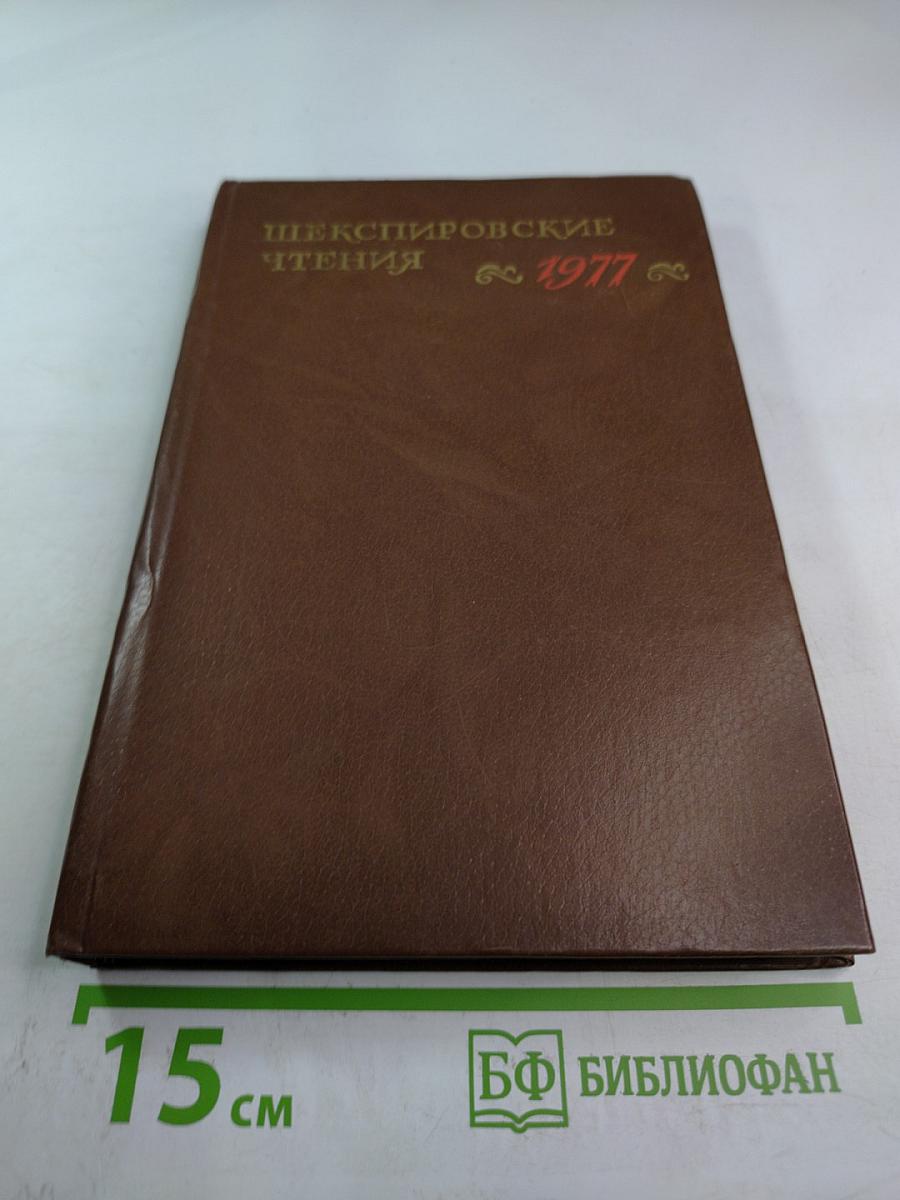 ШЕКСПИРОВСКИЕ
ЧТЕНИЯ 1977
15 см
БФ БИБЛИОФАН